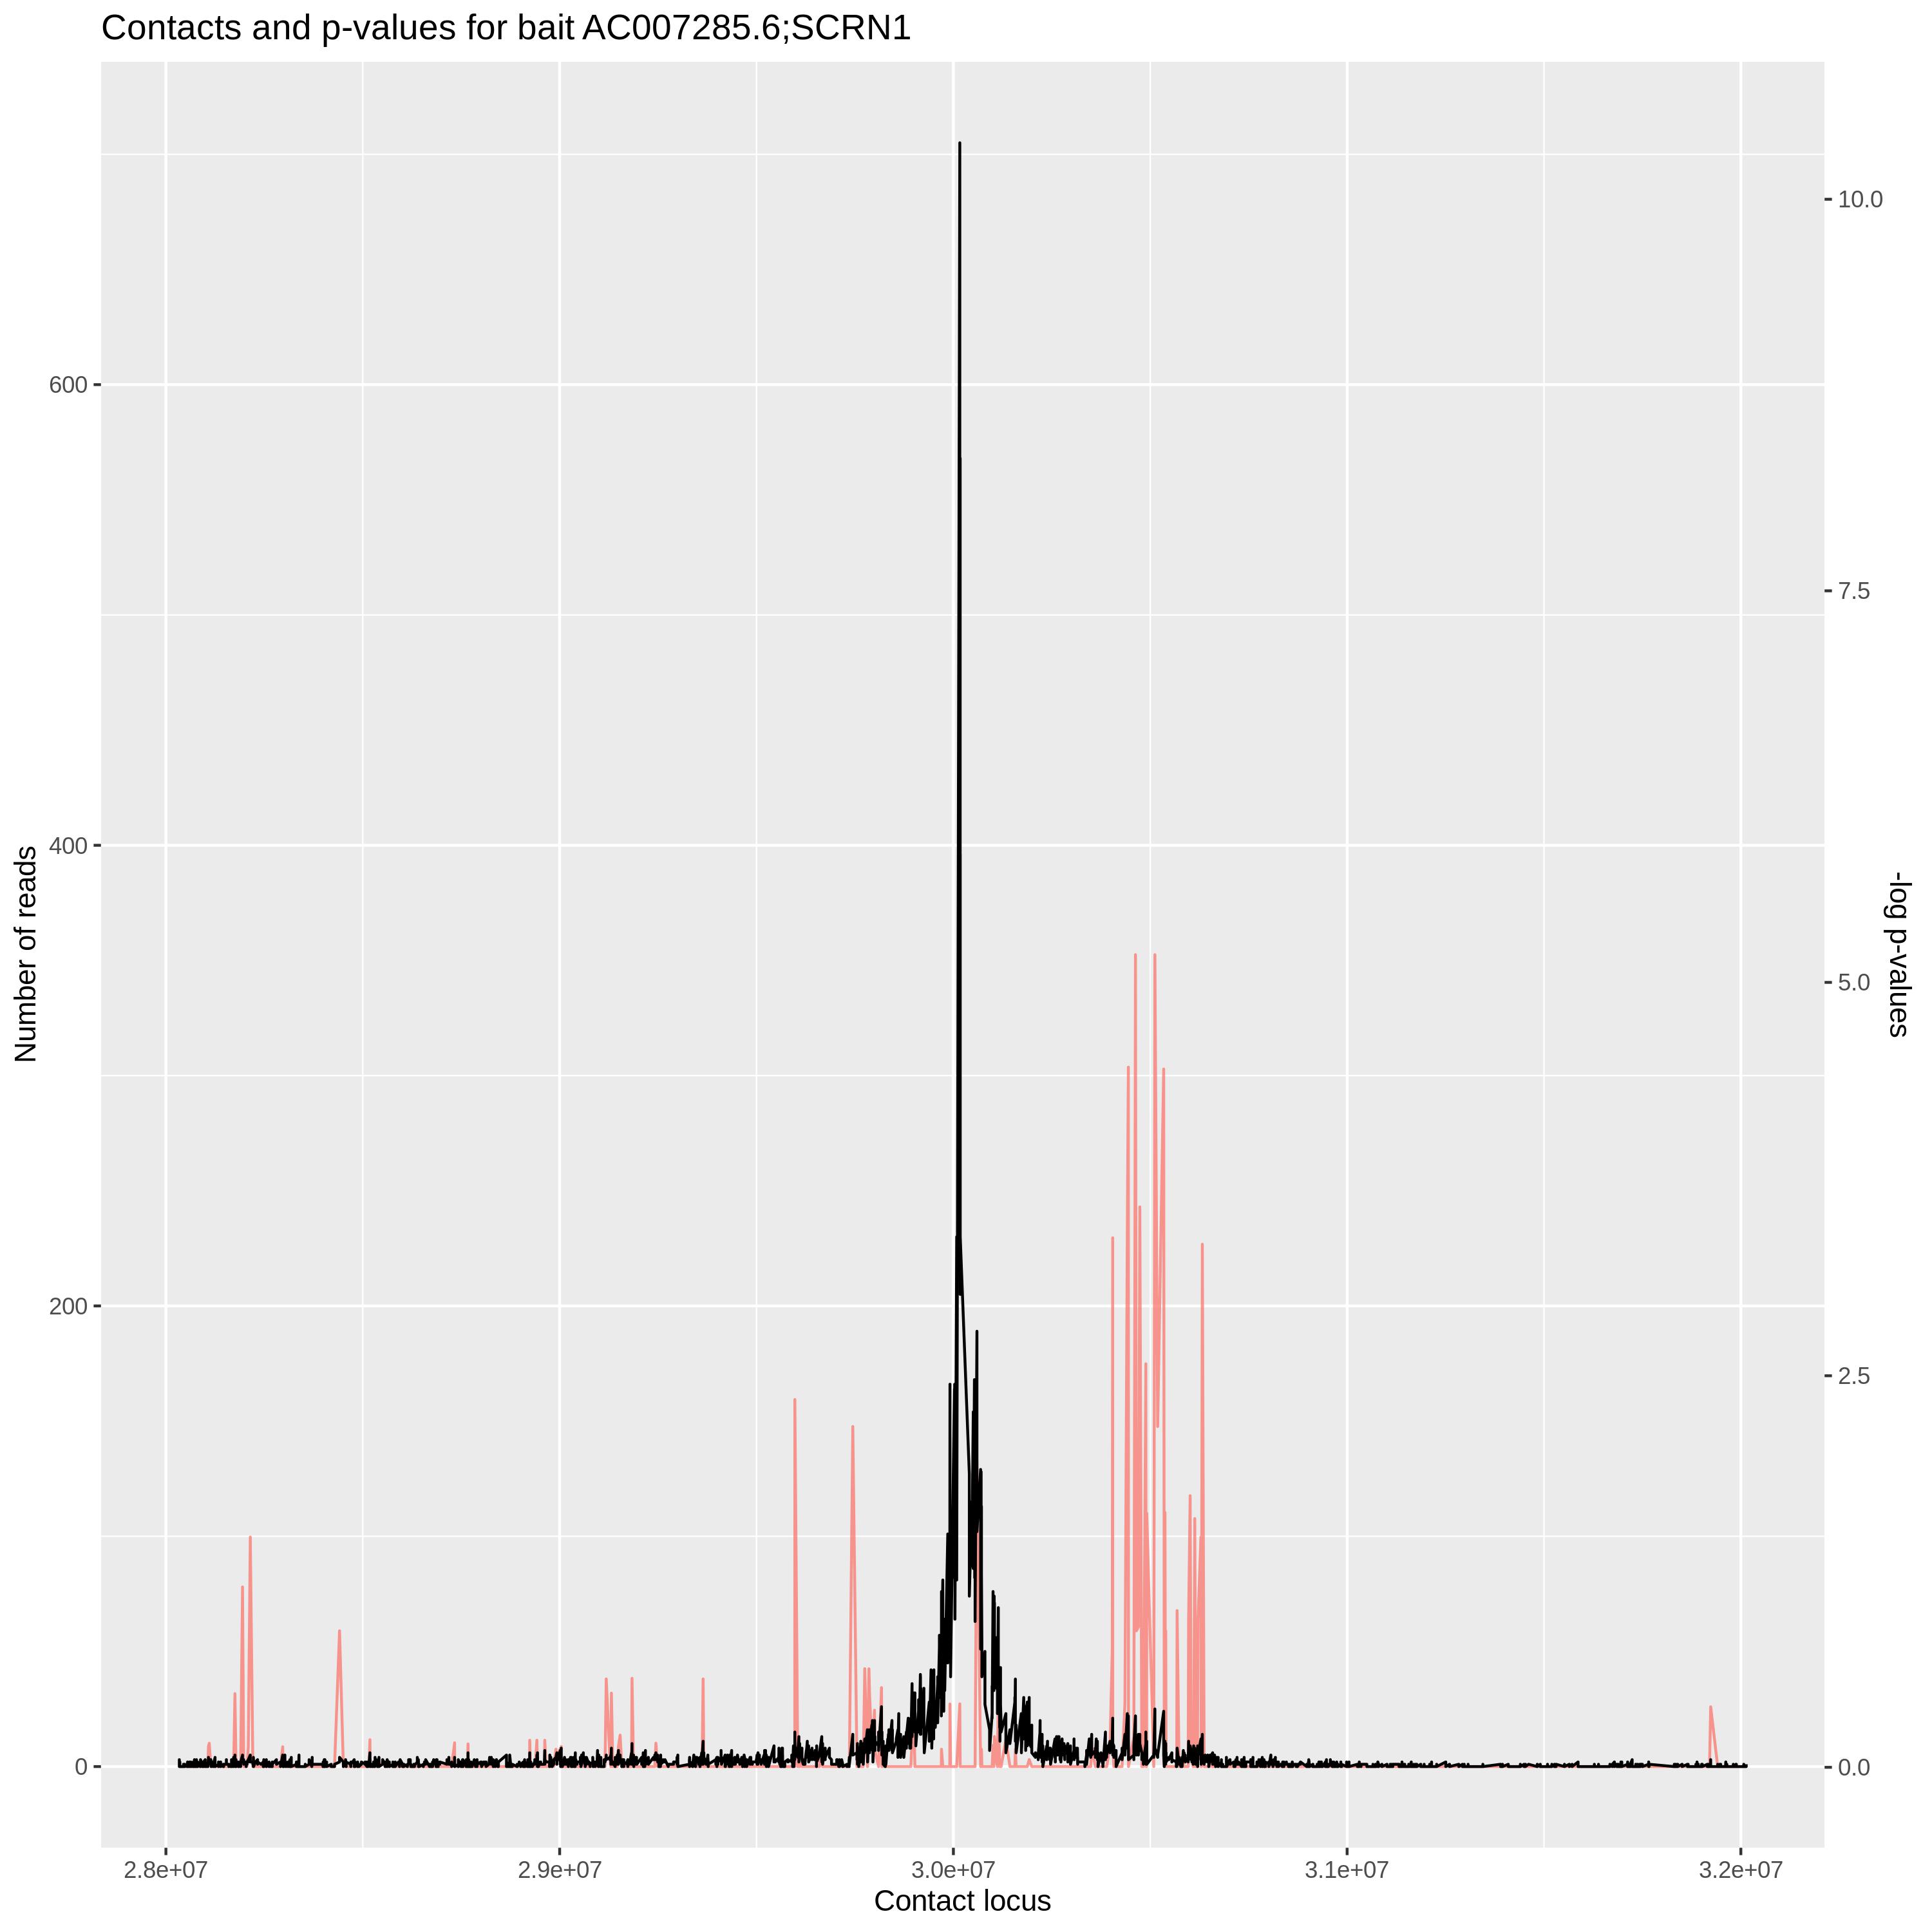 Contacts and p-values for bait AC007285.6;SCRN1
Number of reads
600
400
200
0
10.0
7.5
5.0
2.5
0.0
-log p-values
2.8e+07
2.9e+07
3.0e+07
3.1e+07
3.2e+07
Contact locus